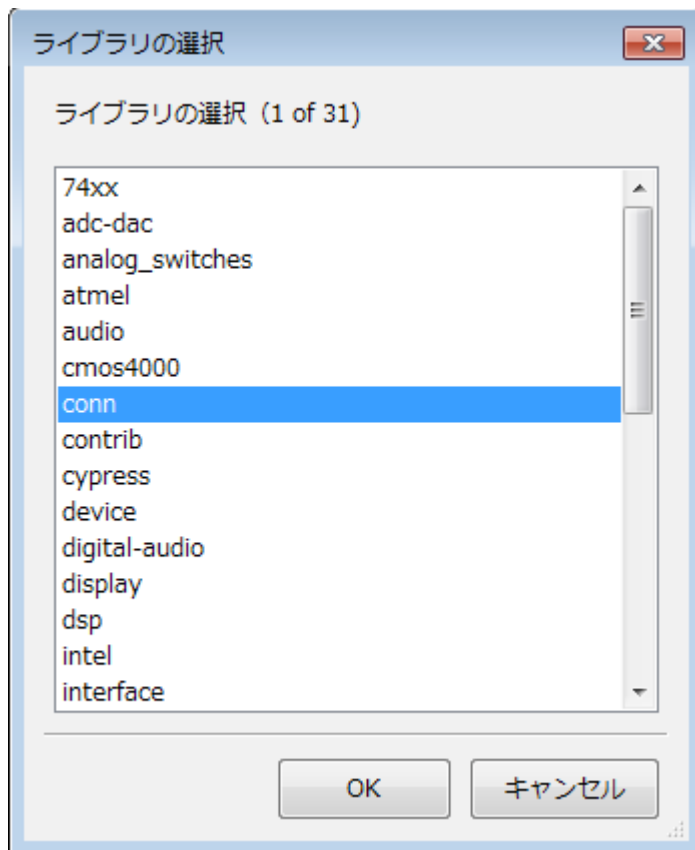 ライブラリの選択
ライブラリの選択 (1 of 31)
74xx
adc-dac
analog_switches
atmel
audio
cmos4000
conn
contrib
cypress
device
digital-audio
display
dsp
intel
interface
OK キャンセル